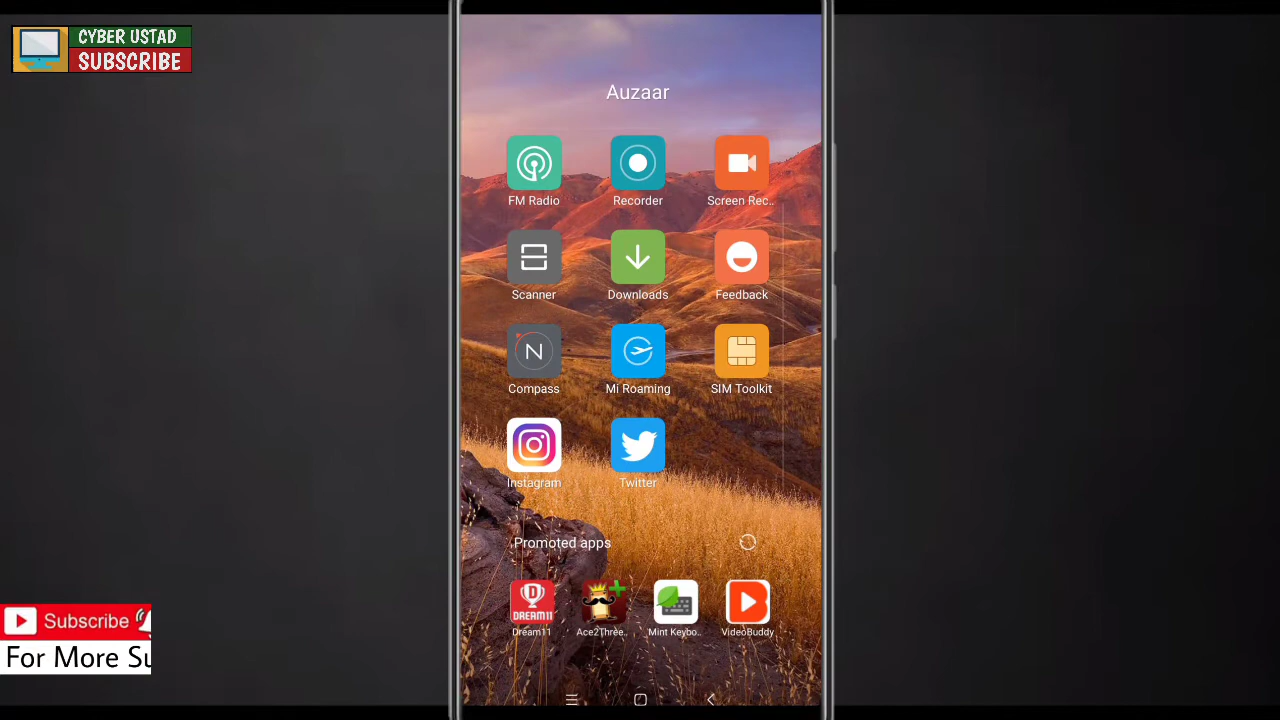 CYBER USTAD
SUBSCRIBE
Auzaar
FM Radio
Recorder
Screen Rec..
Scanner
Downloads
Feedback
N
Compass
Mi Roaming
SIM Toolkit
Instagram
Twitter
Promoted apps
D
DREAM11
Dream11
Ace2Three..
Mint Keybo..
VideoBuddy
Subscribe
For More Su